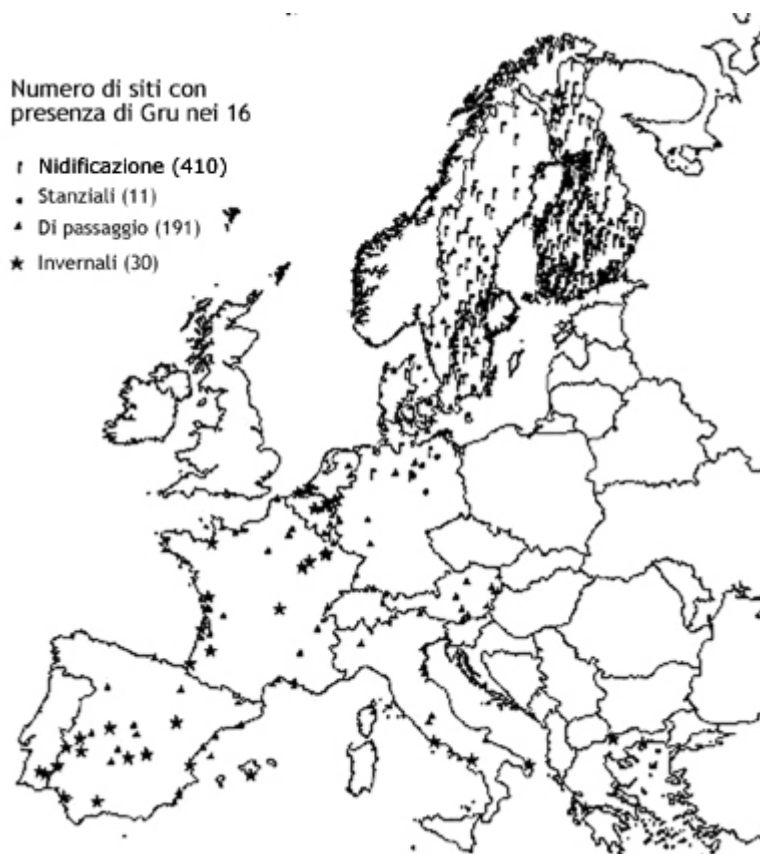 Numero di siti con
presenza di Gru nei 16
Nidificazione (410)
Stanziali (11)
Di passaggio (191)
Invernali (30)